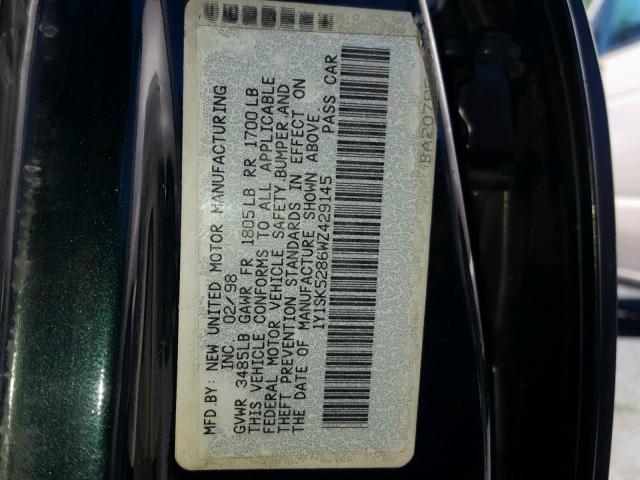 MFD.BY: NEW UNITED MOTOR MANUFACTURING
INC. 02/98
GVWR 3485LB GAWR FR 1805LB RR 1700LB
THIS VEHICLE CONFORMS TO ALL APPLICABLE
FEDERAL MOTOR VEHICLE SAFETY,BUMPER,AND
THEFT PREVENTION STANDARDS IN EFFECT ON
THE DATE OF MANUFACTURE SHOWN ABOVE.
1Y1SK5286WZ429145 PASS CAR